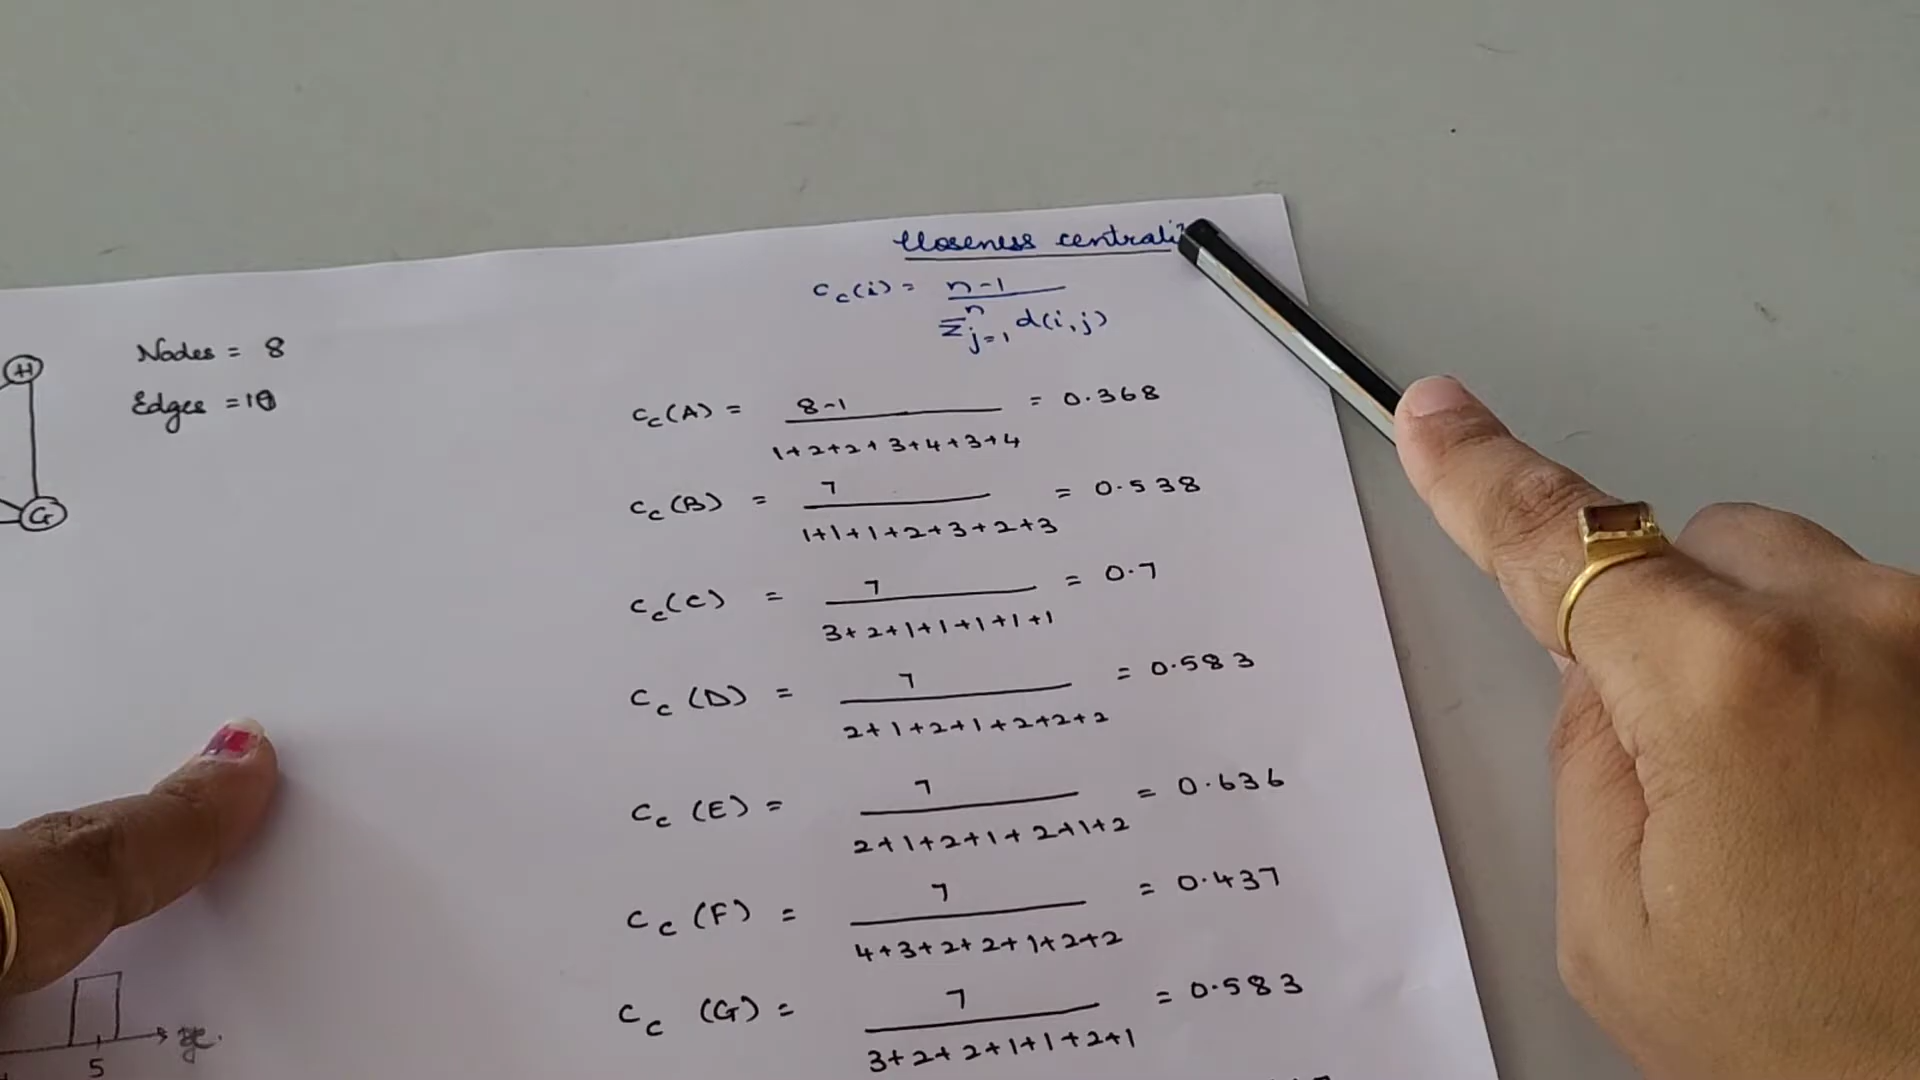 Closeness centrali
Cc(i) = n-1 / Σⁿj=1 d(i,j)
H
Nodes = 8
Edges = 10
G
Cc(A) = 8-1 / 1+2+2+3+4+3+4 = 0.368
Cc(B) = 7 / 1+1+1+2+3+2+3 = 0.538
Cc(C) = 7 / 3+2+1+1+1+1+1 = 0.7
Cc(D) = 7 / 2+1+2+1+2+2+2 = 0.583
Cc(E) = 7 / 2+1+2+1+2+1+2 = 0.636
Cc(F) = 7 / 4+3+2+2+1+2+2 = 0.437
Cc(G) = 7 / 3+2+2+1+1+2+1 = 0.583
5